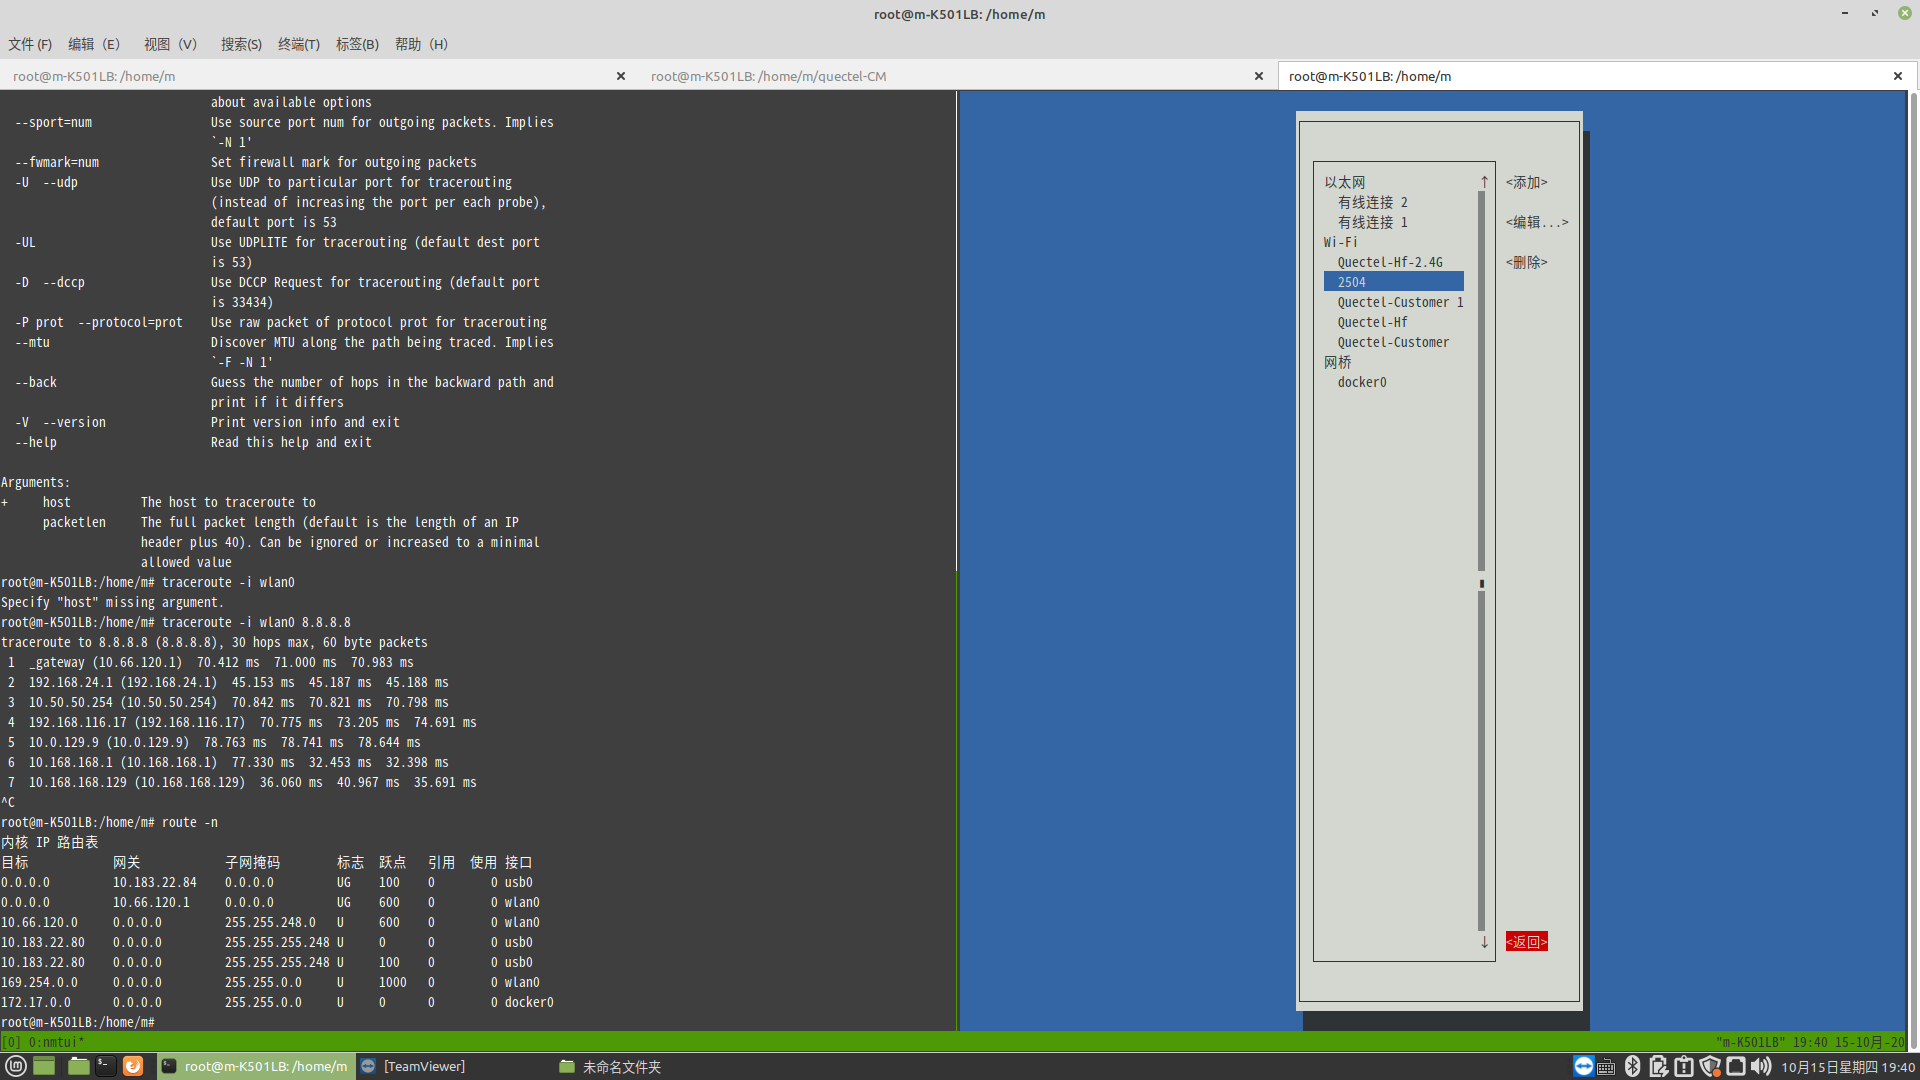 root@m-K501LB: /home/m
文件 (F) 编辑（E） 视图（V） 搜索(S) 终端(T) 标签(B) 帮助（H）
root@m-K501LB: /home/m
root@m-K501LB: /home/m/quectel-CM
root@m-K501LB: /home/m
about available options
--sport=num Use source port num for outgoing packets. Implies
`-N 1'
--fwmark=num Set firewall mark for outgoing packets
-U --udp Use UDP to particular port for tracerouting
(instead of increasing the port per each probe),
default port is 53
-UL Use UDPLITE for tracerouting (default dest port
is 53)
-D --dccp Use DCCP Request for tracerouting (default port
is 33434)
-P prot --protocol=prot Use raw packet of protocol prot for tracerouting
--mtu Discover MTU along the path being traced. Implies
`-F -N 1'
--back Guess the number of hops in the backward path and
print if it differs
-V --version Print version info and exit
--help Read this help and exit
Arguments:
+ host The host to traceroute to
packetlen The full packet length (default is the length of an IP
header plus 40). Can be ignored or increased to a minimal
allowed value
root@m-K501LB:/home/m# traceroute -i wlan0
Specify "host" missing argument.
root@m-K501LB:/home/m# traceroute -i wlan0 8.8.8.8
traceroute to 8.8.8.8 (8.8.8.8), 30 hops max, 60 byte packets
1 _gateway (10.66.120.1) 70.412 ms 71.000 ms 70.983 ms
2 192.168.24.1 (192.168.24.1) 45.153 ms 45.187 ms 45.188 ms
3 10.50.50.254 (10.50.50.254) 70.842 ms 70.821 ms 70.798 ms
4 192.168.116.17 (192.168.116.17) 70.775 ms 73.205 ms 74.691 ms
5 10.0.129.9 (10.0.129.9) 78.763 ms 78.741 ms 78.644 ms
6 10.168.168.1 (10.168.168.1) 77.330 ms 32.453 ms 32.398 ms
7 10.168.168.129 (10.168.168.129) 36.060 ms 40.967 ms 35.691 ms
^C
root@m-K501LB:/home/m# route -n
内核 IP 路由表
目标 网关 子网掩码 标志 跃点 引用 使用 接口
0.0.0.0 10.183.22.84 0.0.0.0 UG 100 0 0 usb0
0.0.0.0 10.66.120.1 0.0.0.0 UG 600 0 0 wlan0
10.66.120.0 0.0.0.0 255.255.248.0 U 600 0 0 wlan0
10.183.22.80 0.0.0.0 255.255.255.248 U 0 0 0 usb0
10.183.22.80 0.0.0.0 255.255.255.248 U 100 0 0 usb0
169.254.0.0 0.0.0.0 255.255.0.0 U 1000 0 0 wlan0
172.17.0.0 0.0.0.0 255.255.0.0 U 0 0 0 docker0
root@m-K501LB:/home/m#
以太网 ↑
有线连接 2
有线连接 1
Wi-Fi
Quectel-Hf-2.4G
2504
Quectel-Customer 1
Quectel-Hf
Quectel-Customer
网桥
docker0
↓
<添加>
<编辑...>
<删除>
<返回>
[0] 0:nmtui* "m-K501LB" 19:40 15-10月-20
root@m-K501LB: /home/m
[TeamViewer]
未命名文件夹
10月15日星期四 19:40